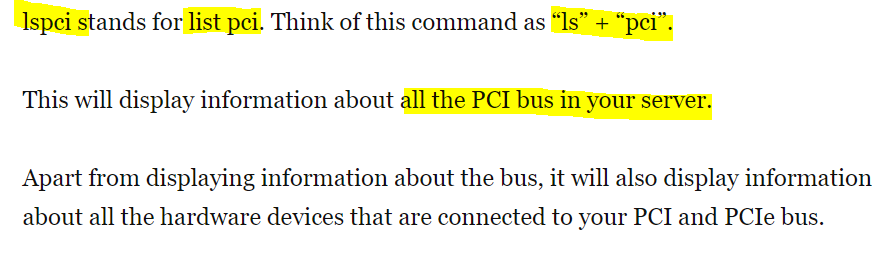 lspci stands for list pci. Think of this command as “ls” + “pci”.
This will display information about all the PCI bus in your server.
Apart from displaying information about the bus, it will also display information
about all the hardware devices that are connected to your PCI and PCIe bus.